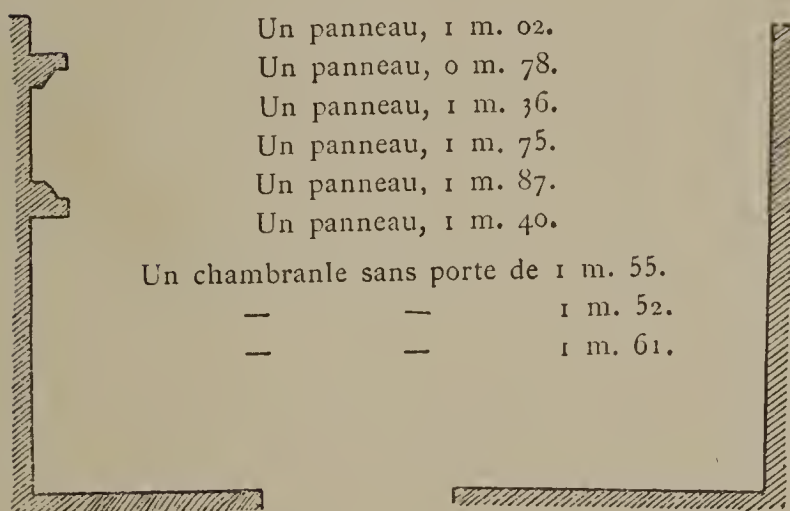 Un panneau, 1 m. 02.
Un panneau, 0 m. 78.
Un panneau, 1 m. 36.
Un panneau, 1 m. 75.
Un panneau, 1 m. 87.
Un panneau, 1 m. 40.
Un chambranle sans porte de 1 m. 55.
— — 1 m. 52.
— — 1 m. 61.